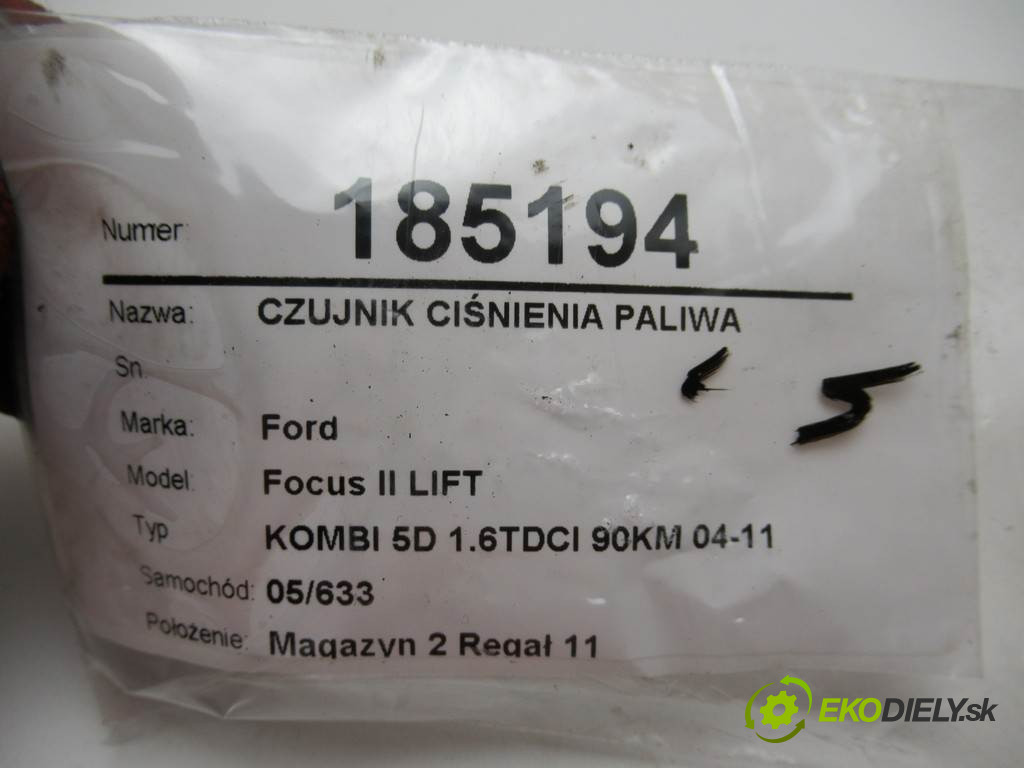 Numer: 185194
Nazwa: CZUJNIK CIŚNIENIA PALIWA
Sn
Marka: Ford
Model: Focus II LIFT
Typ KOMBI 5D 1.6TDCI 90KM 04-11
Samochód: 05/633
Położenie: Magazyn 2 Regał 11
5
EKODIELY.sk